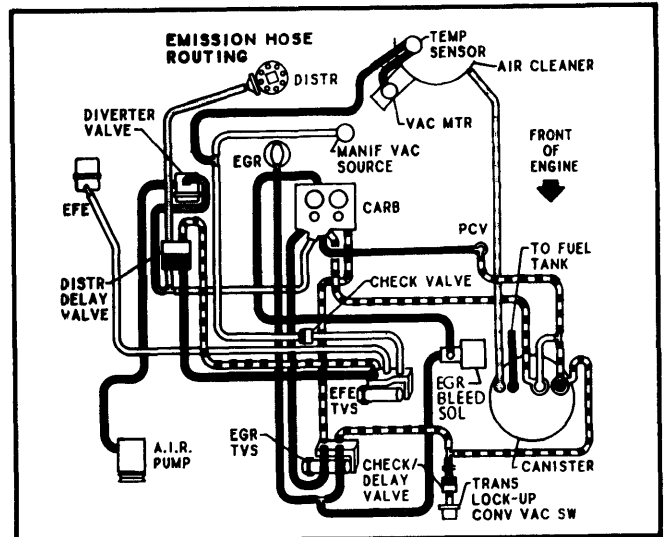 EMISSION HOSE
ROUTING
DISTR
TEMP
SENSOR
AIR CLEANER
DIVERTER
VALVE
VAC MTR
EGR
MANIF VAC
SOURCE
FRONT
OF
ENGINE
EFE
CARB
PCV
TO FUEL
TANK
DISTR
DELAY
VALVE
CHECK VALVE
EFE
TVS
EGR
BLEED
SOL
A.I.R.
PUMP
EGR
TVS
CHECK/
DELAY
VALVE
CANISTER
TRANS
LOCK-UP
CONV VAC SW